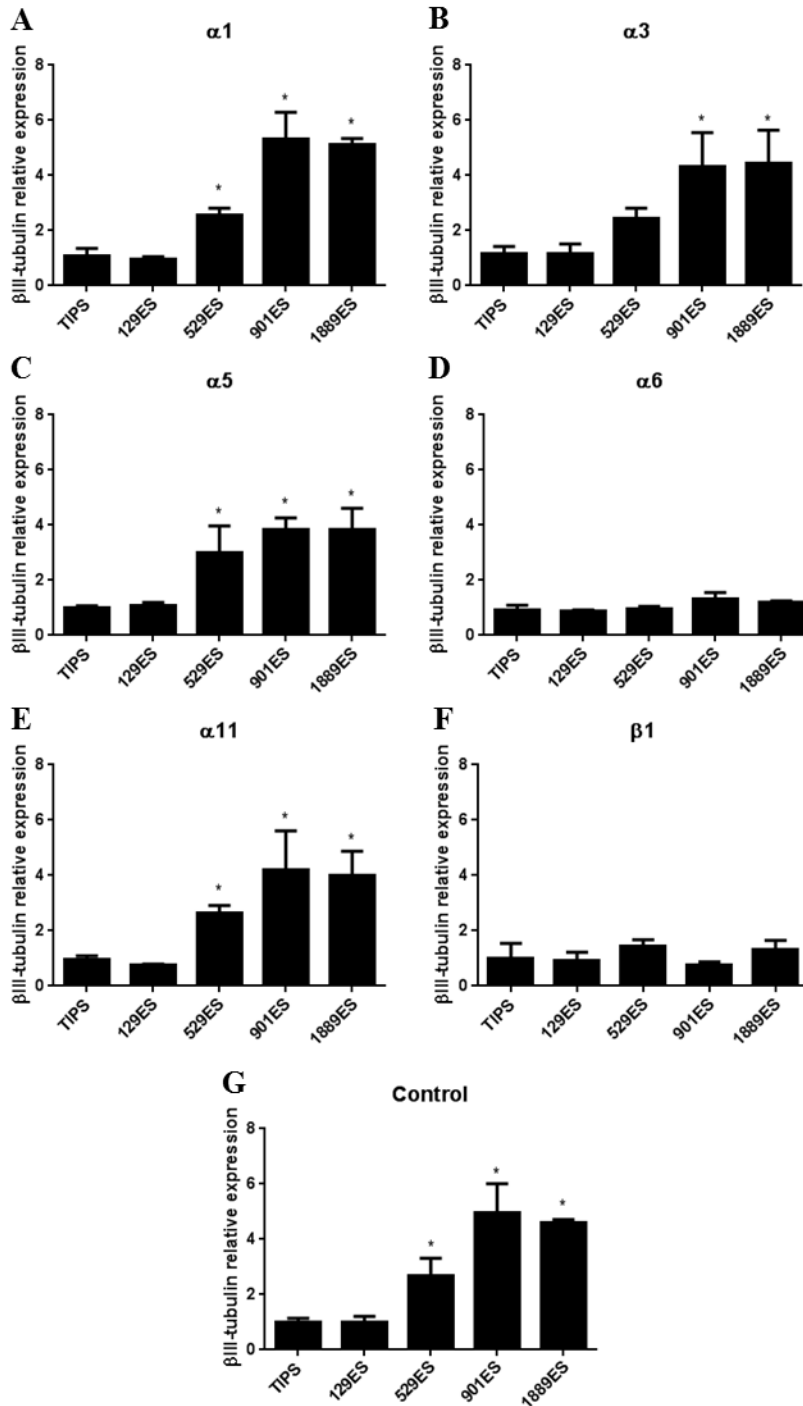 A
α1
βIII-tubulin relative expression
8
6
4
2
0
*
*
*
TIPS
129ES
529ES
901ES
1889ES
B
α3
βIII-tubulin relative expression
8
6
4
2
0
*
*
TIPS
129ES
529ES
901ES
1889ES
C
α5
βIII-tubulin relative expression
8
6
4
2
0
*
*
*
TIPS
129ES
529ES
901ES
1889ES
D
α6
βIII-tubulin relative expression
8
6
4
2
0
TIPS
129ES
529ES
901ES
1889ES
E
α11
βIII-tubulin relative expression
8
6
4
2
0
*
*
*
TIPS
129ES
529ES
901ES
1889ES
F
β1
βIII-tubulin relative expression
8
6
4
2
0
TIPS
129ES
529ES
901ES
1889ES
G
Control
βIII-tubulin relative expression
8
6
4
2
0
*
*
*
TIPS
129ES
529ES
901ES
1889ES